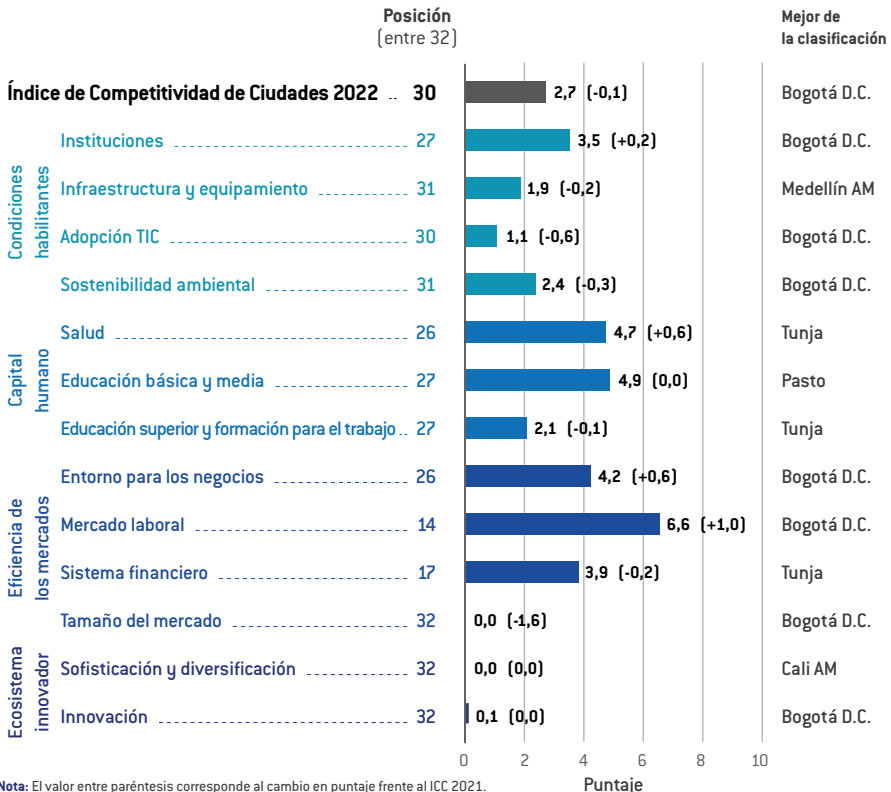 Posición
(entre 32)
Mejor de
la clasificación
Índice de Competitividad de Ciudades 2022 .. 30 2,7 (-0,1) Bogotá D.C.
Condiciones
habilitantes
Instituciones 27 3,5 (+0,2) Bogotá D.C.
Infraestructura y equipamiento 31 1,9 (-0,2) Medellín AM
Adopción TIC 30 1,1 (-0,6) Bogotá D.C.
Sostenibilidad ambiental 31 2,4 (-0,3) Bogotá D.C.
Capital
humano
Salud 26 4,7 (+0,6) Tunja
Educación básica y media 27 4,9 (0,0) Pasto
Educación superior y formación para el trabajo .. 27 2,1 (-0,1) Tunja
Eficiencia de
los mercados
Entorno para los negocios 26 4,2 (+0,6) Bogotá D.C.
Mercado laboral 14 6,6 (+1,0) Bogotá D.C.
Sistema financiero 17 3,9 (-0,2) Tunja
Tamaño del mercado 32 0,0 (-1,6) Bogotá D.C.
Ecosistema
innovador
Sofisticación y diversificación 32 0,0 (0,0) Cali AM
Innovación 32 0,1 (0,0) Bogotá D.C.
0 2 4 6 8 10
Puntaje
Nota: El valor entre paréntesis corresponde al cambio en puntaje frente al ICC 2021.